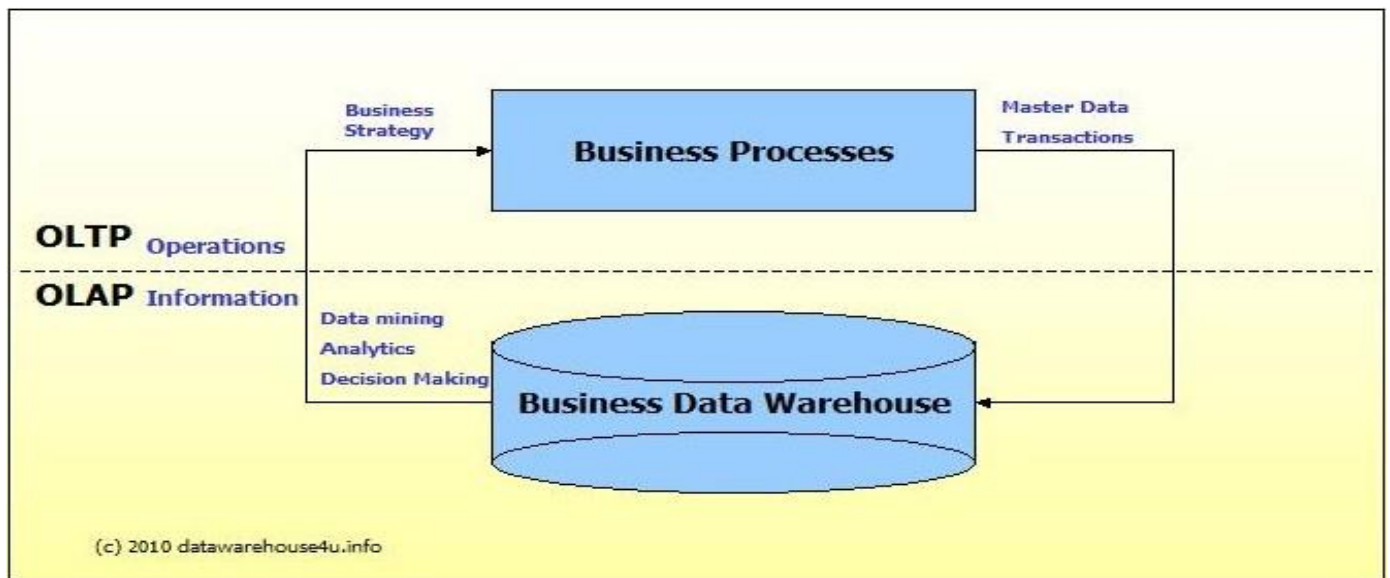 Business
Strategy
Business Processes
Master Data
Transactions
OLTP Operations
OLAP Information
Data mining
Analytics
Decision Making
Business Data Warehouse
(c) 2010 datawarehouse4u.info